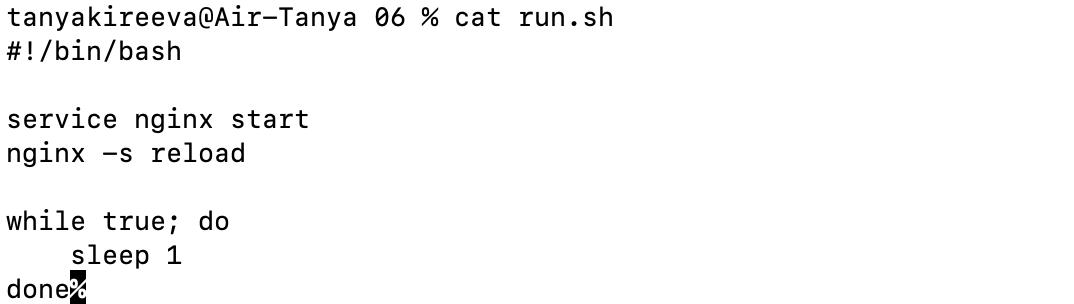 tanyakireeva@Air-Tanya 06 % cat run.sh
#!/bin/bash

service nginx start
nginx -s reload

while true; do
    sleep 1
done%